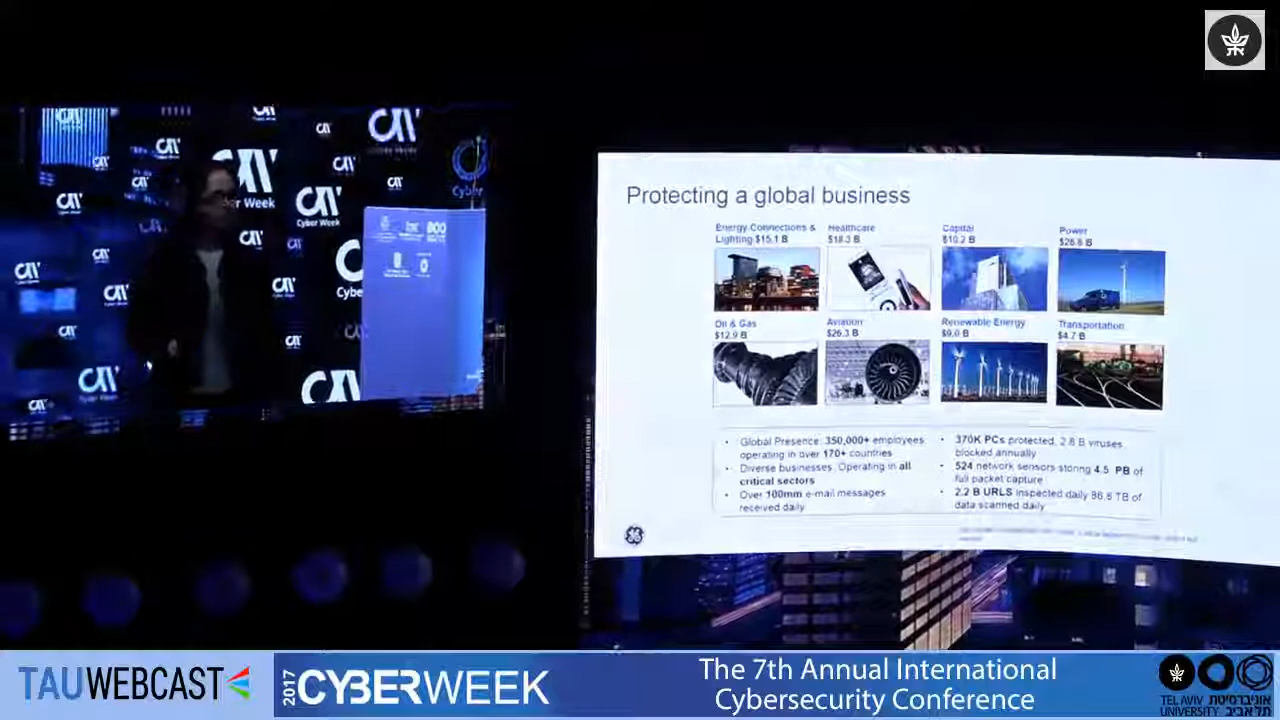 Protecting a global business
Energy Connections &
Lighting $15.1 B
Healthcare
$18.3 B
Capital
$10.2 B
Power
$26.8 B
Oil & Gas
$12.9 B
Aviation
$26.3 B
Renewable Energy
$9.0 B
Transportation
$4.7 B
• Global Presence: 350,000+ employees
operating in over 170+ countries
• Diverse businesses. Operating in all
critical sectors
• Over 100mm e-mail messages
received daily
• 370K PCs protected, 2.8 B viruses
blocked annually
• 524 network sensors storing 4.5 PB of
full packet capture
• 2.2 B URLS inspected daily 86.8 TB of
data scanned daily
Cyber Week
Cyber
TAUWEBCAST
2017 CYBERWEEK
The 7th Annual International
Cybersecurity Conference
TEL AVIV אוניברסיטת
UNIVERSITY תל אביב